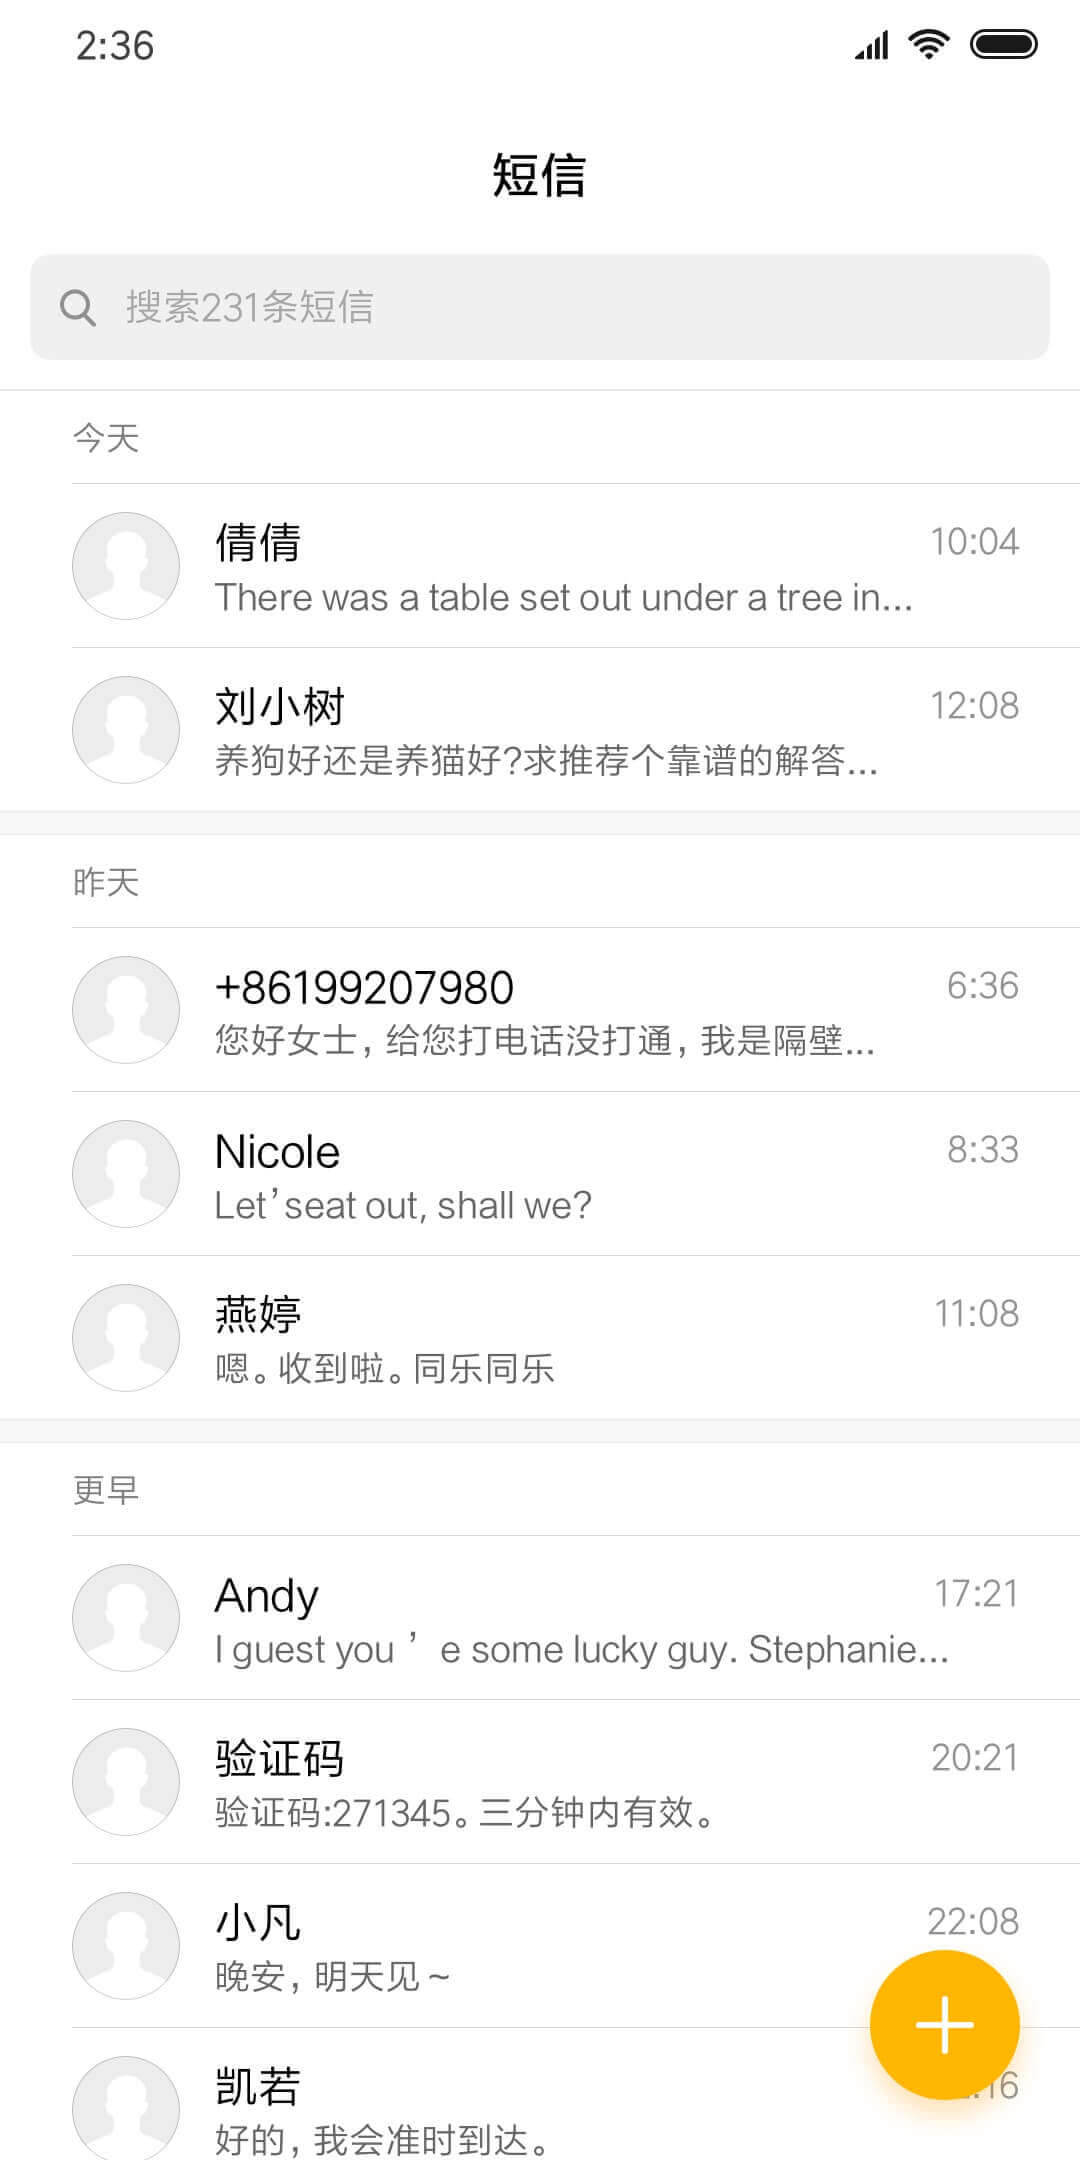 2:36
短信
搜索231条短信
今天
倩倩 10:04
There was a table set out under a tree in...
刘小树 12:08
养狗好还是养猫好?求推荐个靠谱的解答...
昨天
+86199207980 6:36
您好女士，给您打电话没打通，我是隔壁...
Nicole 8:33
Let’seat out, shall we?
燕婷 11:08
嗯。收到啦。同乐同乐
更早
Andy 17:21
I guest you ’ e some lucky guy. Stephanie...
验证码 20:21
验证码:271345。三分钟内有效。
小凡 22:08
晚安，明天见~
凯若
好的，我会准时到达。